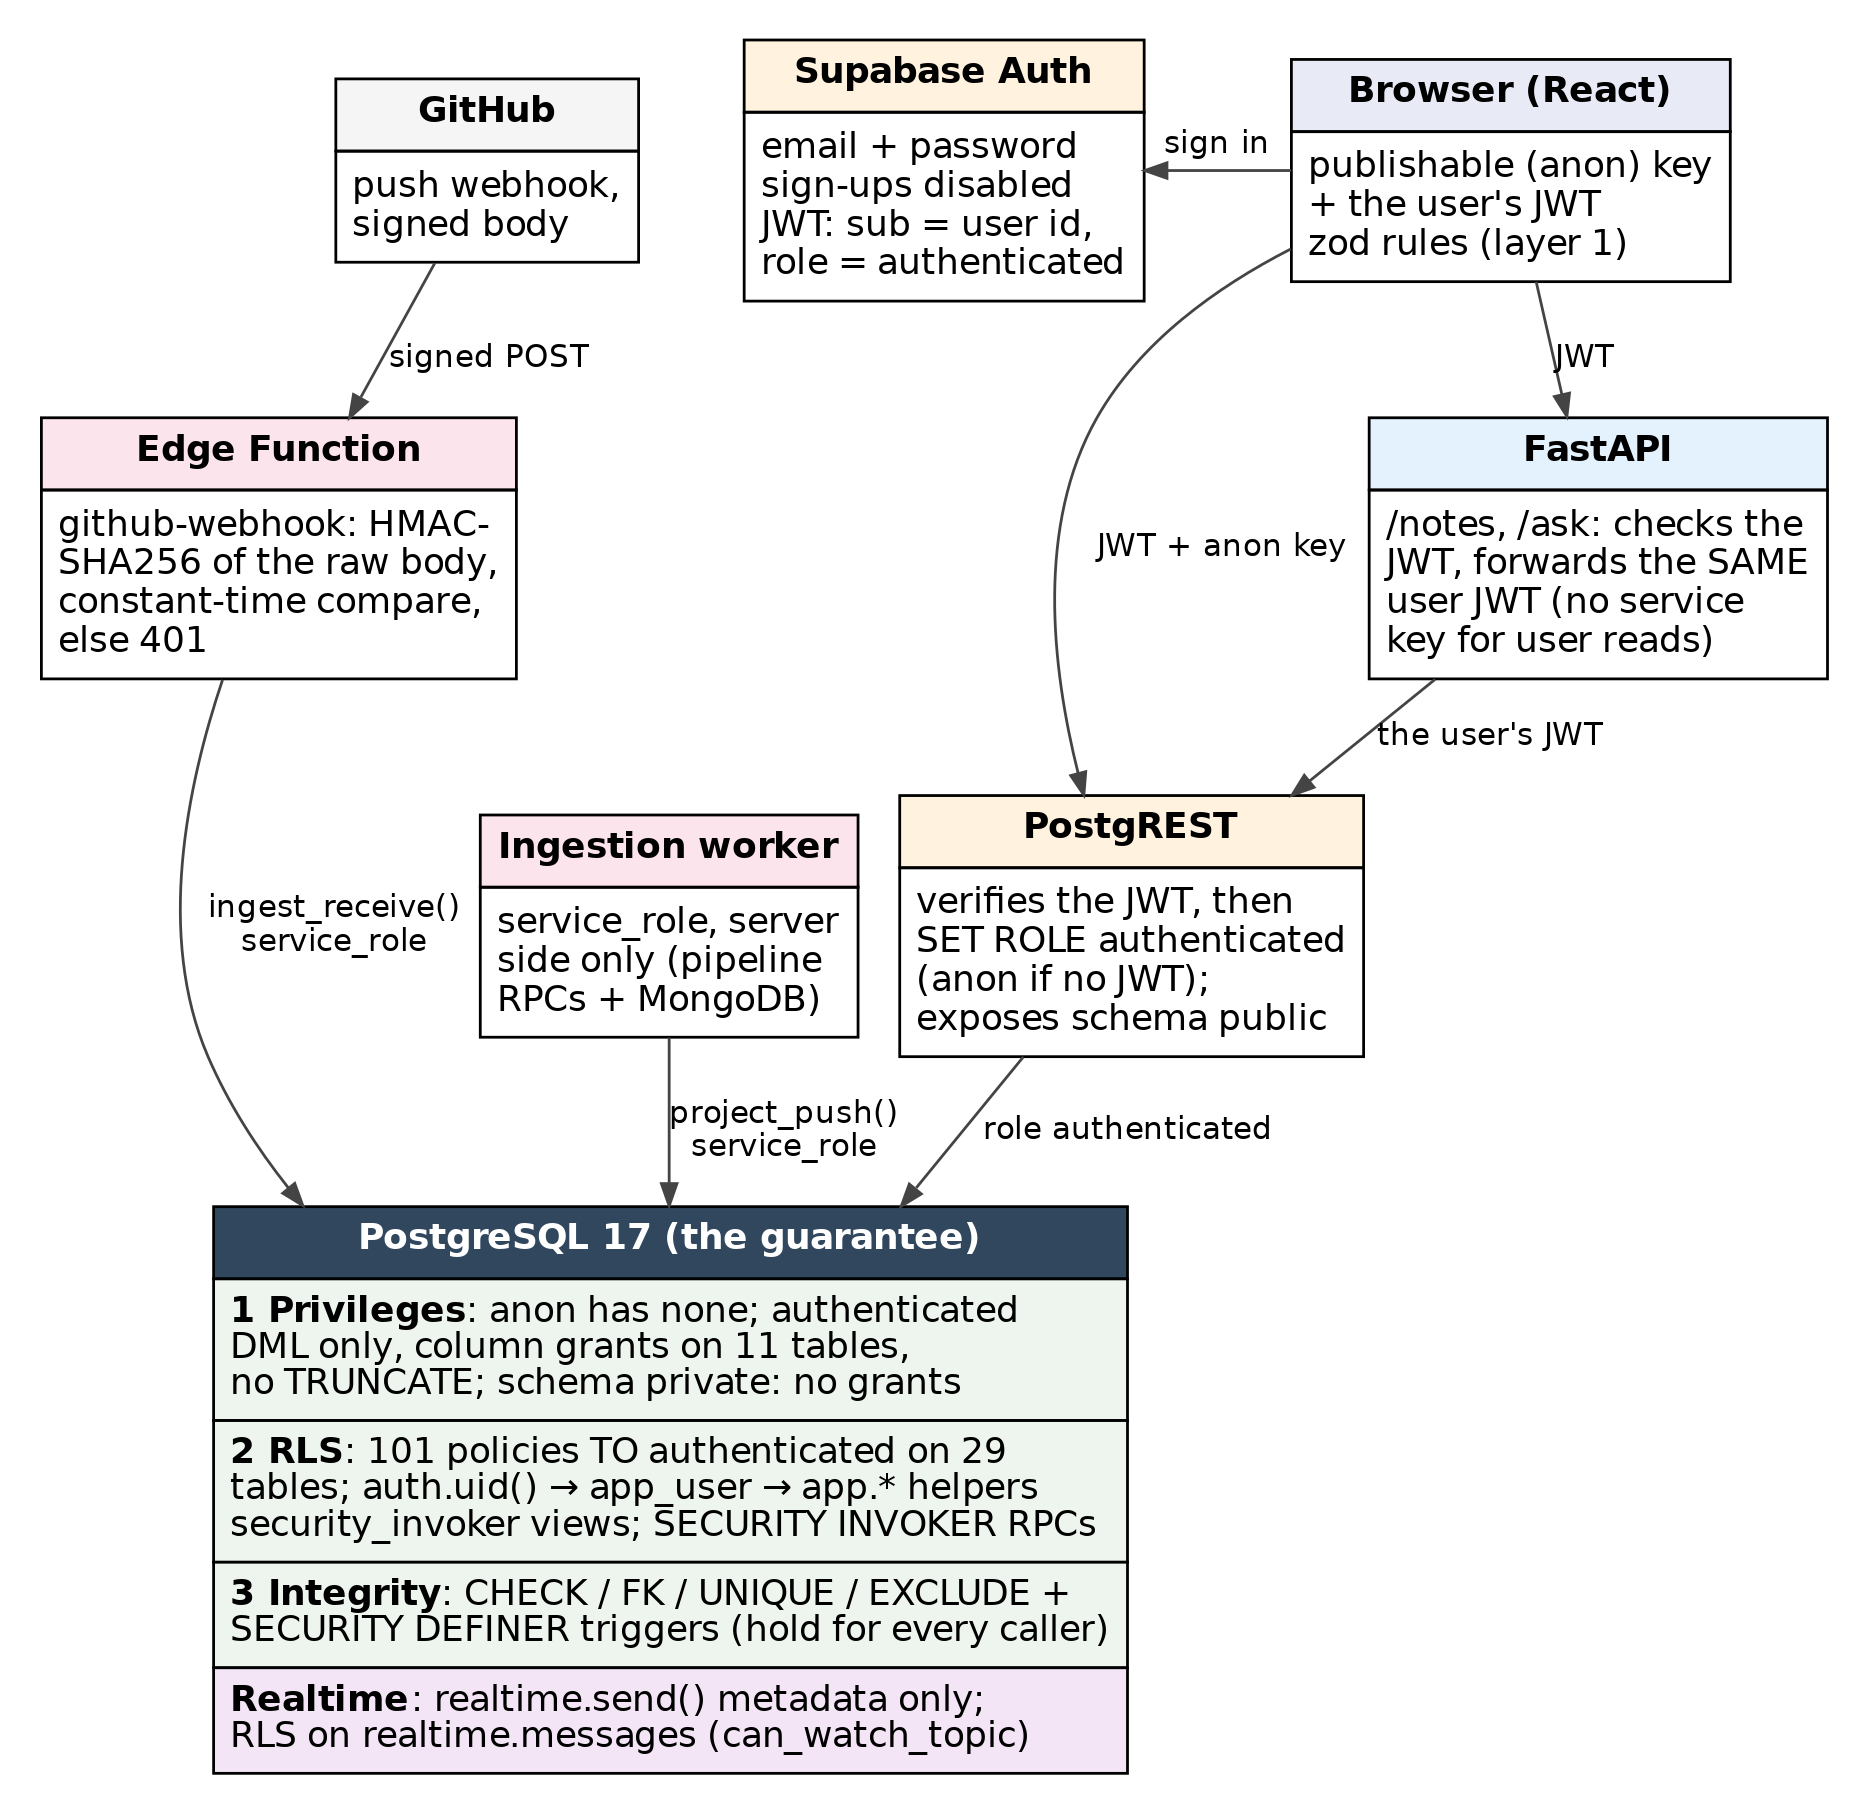 GitHub
push webhook,
signed body
Supabase Auth
email + password
sign-ups disabled
JWT: sub = user id,
role = authenticated
sign in
Browser (React)
publishable (anon) key
+ the user's JWT
zod rules (layer 1)
signed POST
JWT
Edge Function
github-webhook: HMAC-
SHA256 of the raw body,
constant-time compare,
else 401
JWT + anon key
FastAPI
/notes, /ask: checks the
JWT, forwards the SAME
user JWT (no service
key for user reads)
the user's JWT
ingest_receive()
service_role
Ingestion worker
service_role, server
side only (pipeline
RPCs + MongoDB)
PostgREST
verifies the JWT, then
SET ROLE authenticated
(anon if no JWT);
exposes schema public
project_push()
service_role
role authenticated
PostgreSQL 17 (the guarantee)
1 Privileges: anon has none; authenticated
DML only, column grants on 11 tables,
no TRUNCATE; schema private: no grants
2 RLS: 101 policies TO authenticated on 29
tables; auth.uid() → app_user → app.* helpers
security_invoker views; SECURITY INVOKER RPCs
3 Integrity: CHECK / FK / UNIQUE / EXCLUDE +
SECURITY DEFINER triggers (hold for every caller)
Realtime: realtime.send() metadata only;
RLS on realtime.messages (can_watch_topic)